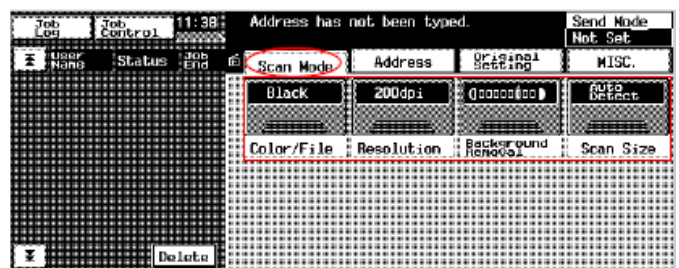 Job Log
Job Control
11:38
Address has not been typed.
Send Mode
Not Set
User Name
Status
Job End
Scan Mode
Address
Original Setting
MISC.
Black
200dpi
Auto Detect
Color/File
Resolution
Background Removal
Scan Size
Delete